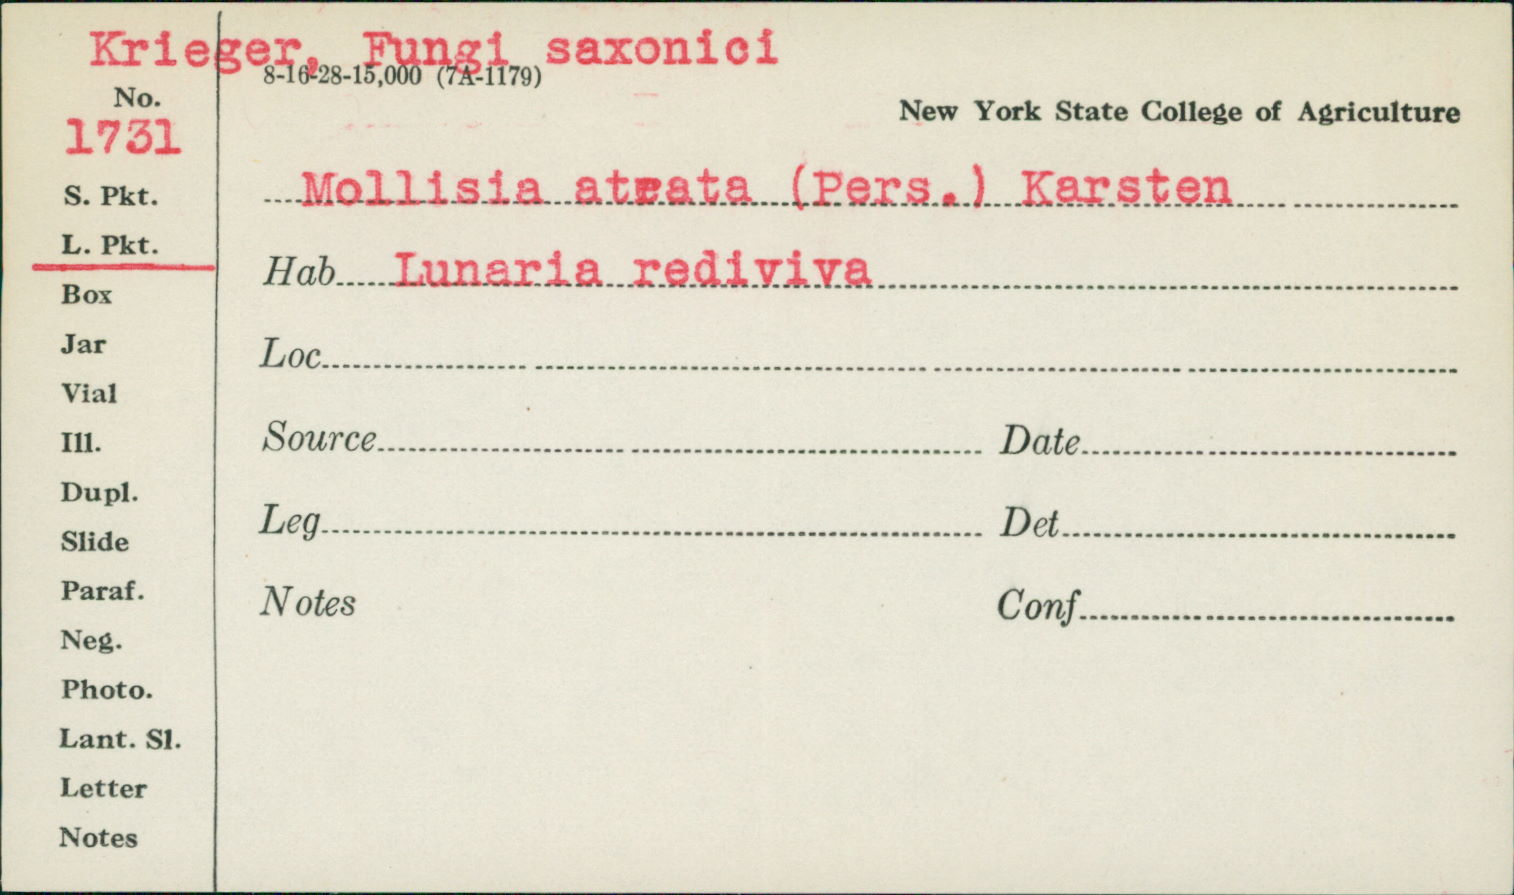 Krieger, Fungi saxonici
8-16-28-15,000 (7A-1179)
No.
New York State College of Agriculture
1731
S. Pkt.
Mollisia atrata (Pers.) Karsten
L. Pkt.
Hab Lunaria rediviva
Box
Jar
Loc
Vial
Ill.
Source Date
Dupl.
Slide
Leg Det
Paraf.
Notes Conf
Neg.
Photo.
Lant. Sl.
Letter
Notes